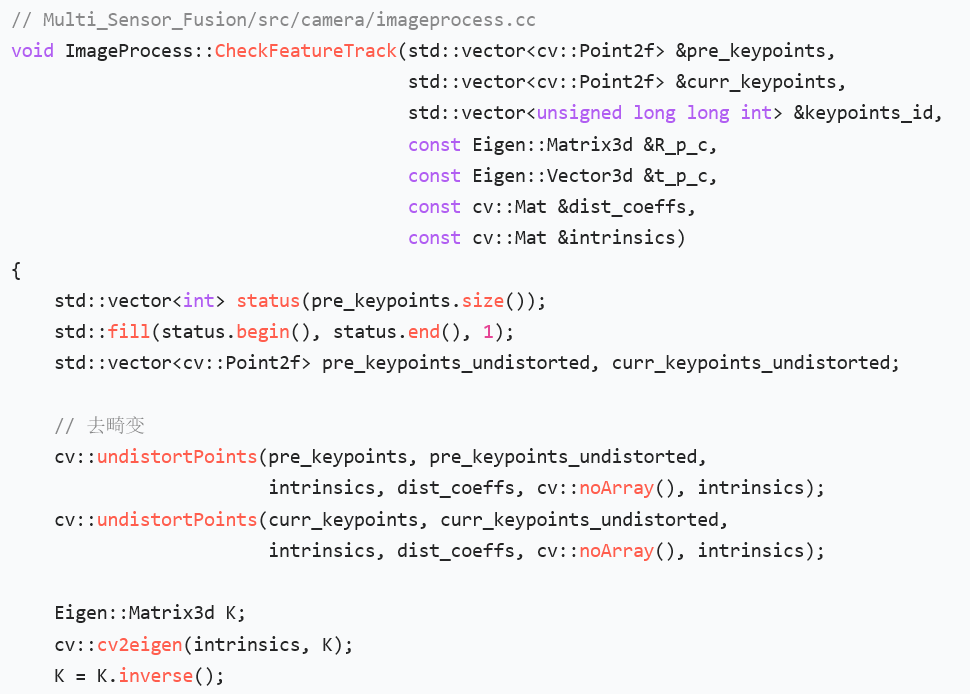 // Multi_Sensor_Fusion/src/camera/imageprocess.cc
void ImageProcess::CheckFeatureTrack(std::vector<cv::Point2f> &pre_keypoints,
                                     std::vector<cv::Point2f> &curr_keypoints,
                                     std::vector<unsigned long long int> &keypoints_id,
                                     const Eigen::Matrix3d &R_p_c,
                                     const Eigen::Vector3d &t_p_c,
                                     const cv::Mat &dist_coeffs,
                                     const cv::Mat &intrinsics)
{
    std::vector<int> status(pre_keypoints.size());
    std::fill(status.begin(), status.end(), 1);
    std::vector<cv::Point2f> pre_keypoints_undistorted, curr_keypoints_undistorted;

    // 去畸变
    cv::undistortPoints(pre_keypoints, pre_keypoints_undistorted,
                        intrinsics, dist_coeffs, cv::noArray(), intrinsics);
    cv::undistortPoints(curr_keypoints, curr_keypoints_undistorted,
                        intrinsics, dist_coeffs, cv::noArray(), intrinsics);

    Eigen::Matrix3d K;
    cv::cv2eigen(intrinsics, K);
    K = K.inverse();